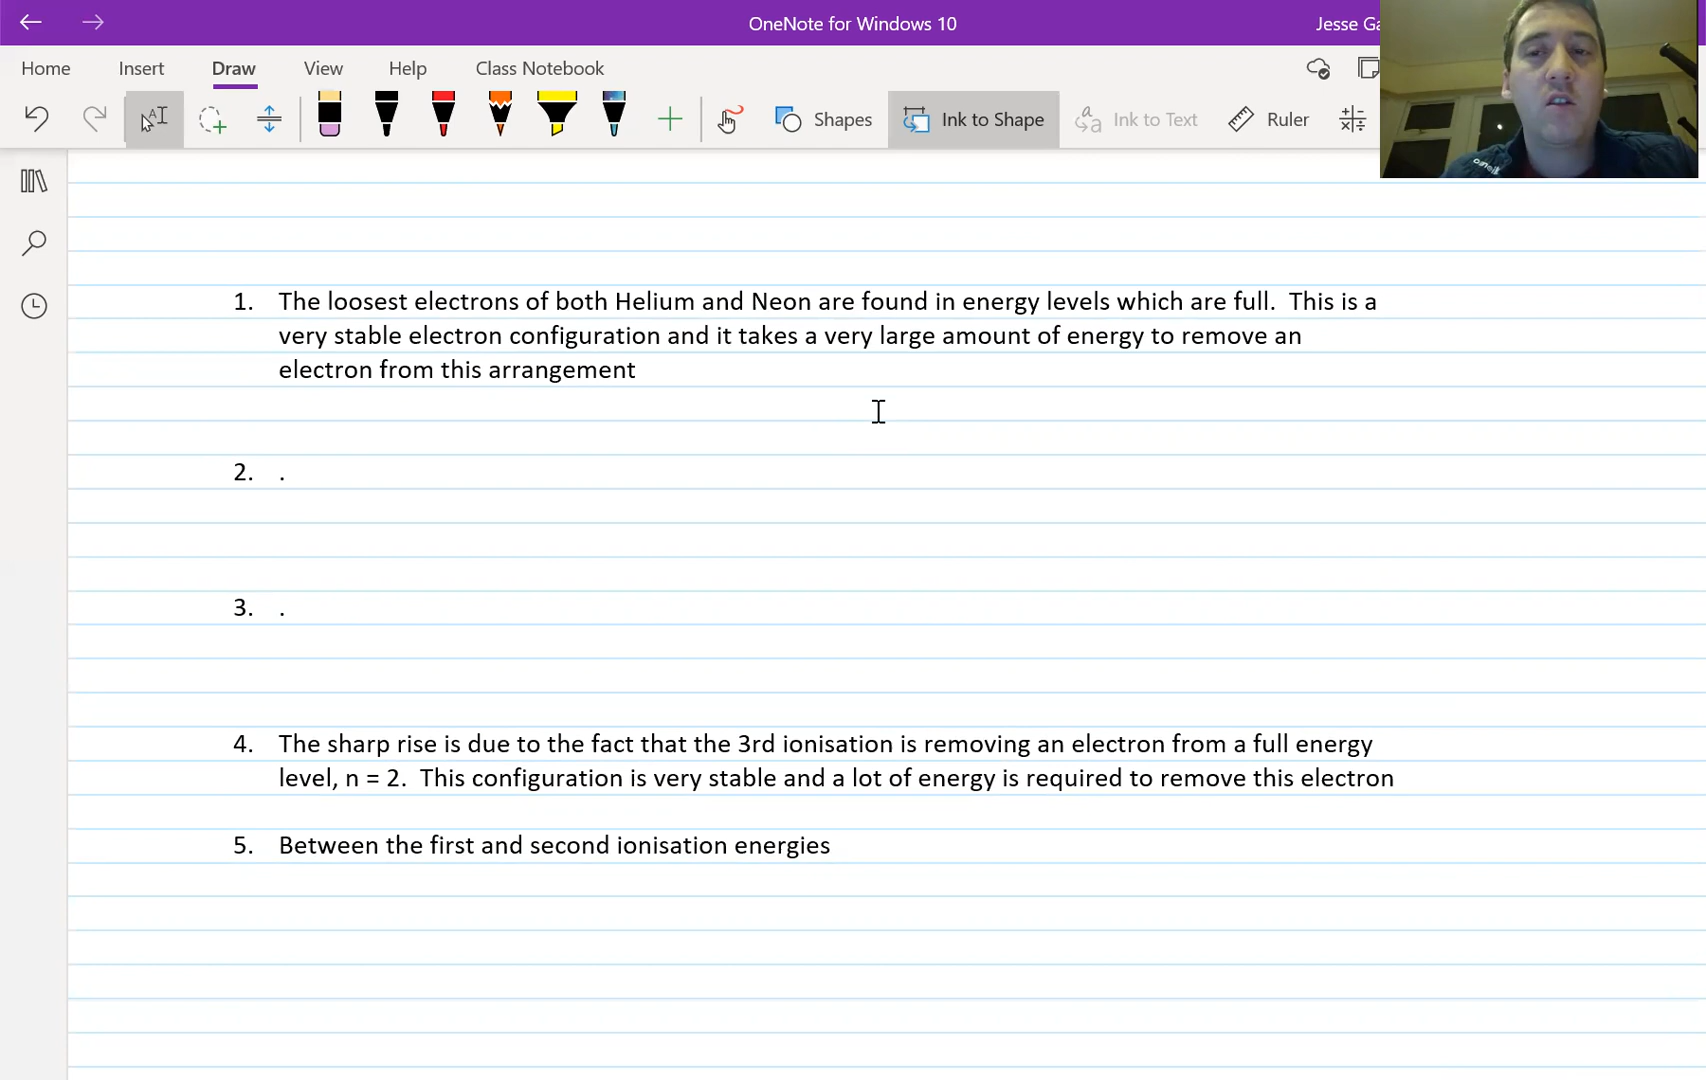 OneNote for Windows 10
Jesse Ga
Home Insert Draw View Help Class Notebook
Shapes Ink to Shape Ink to Text Ruler
1. The loosest electrons of both Helium and Neon are found in energy levels which are full. This is a
very stable electron configuration and it takes a very large amount of energy to remove an
electron from this arrangement
2. .
3. .
4. The sharp rise is due to the fact that the 3rd ionisation is removing an electron from a full energy
level, n = 2. This configuration is very stable and a lot of energy is required to remove this electron
5. Between the first and second ionisation energies